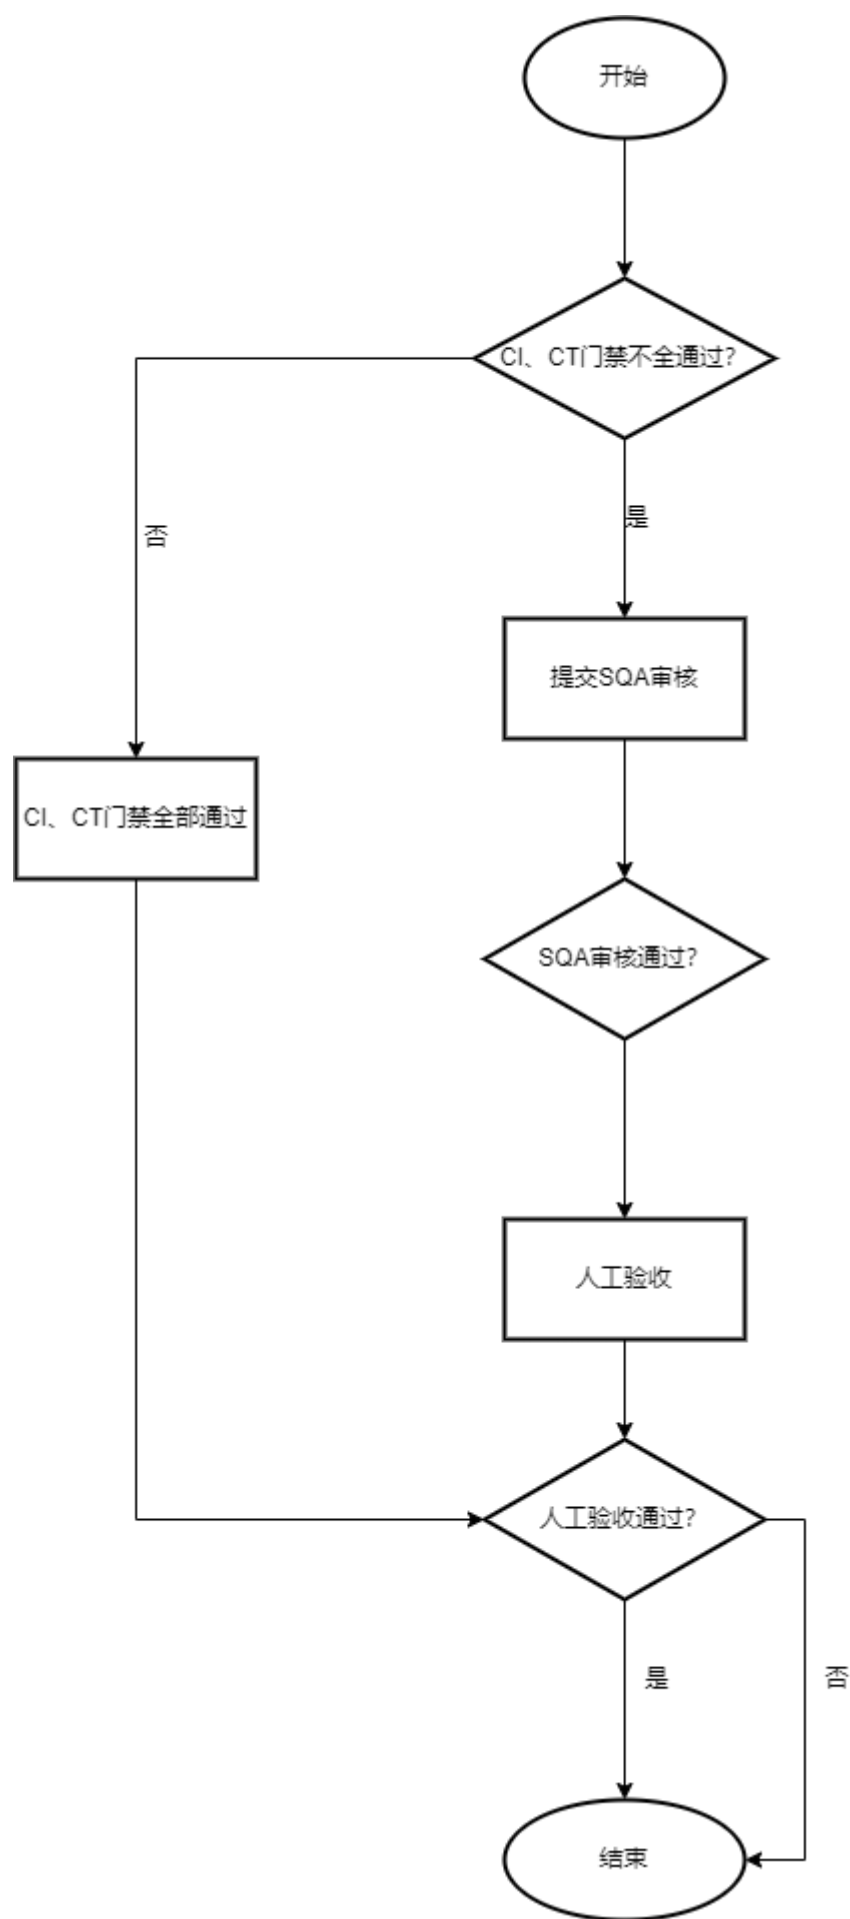 开始
CI、CT门禁不全通过?
否
是
提交SQA审核
CI、CT门禁全部通过
SQA审核通过?
人工验收
人工验收通过?
是
否
结束